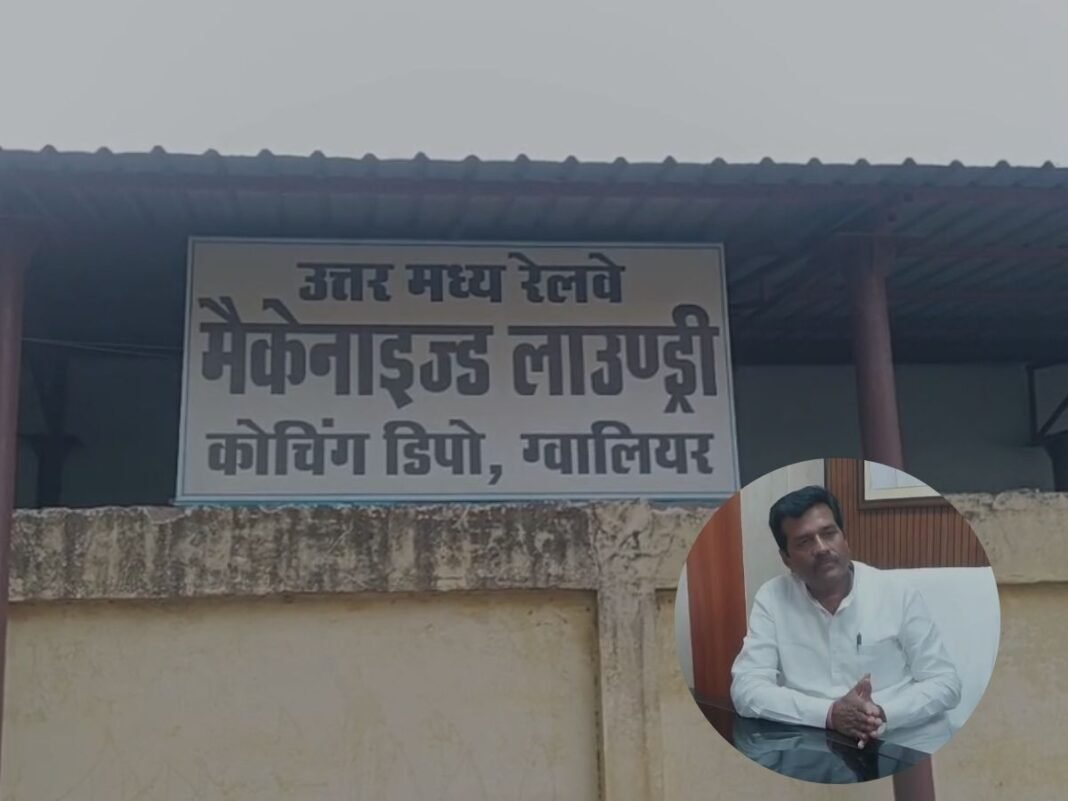 उत्तर मध्य रेलवे
मैकेनाइज्ड लाउण्ड्री
कोचिंग डिपो, ग्वालियर